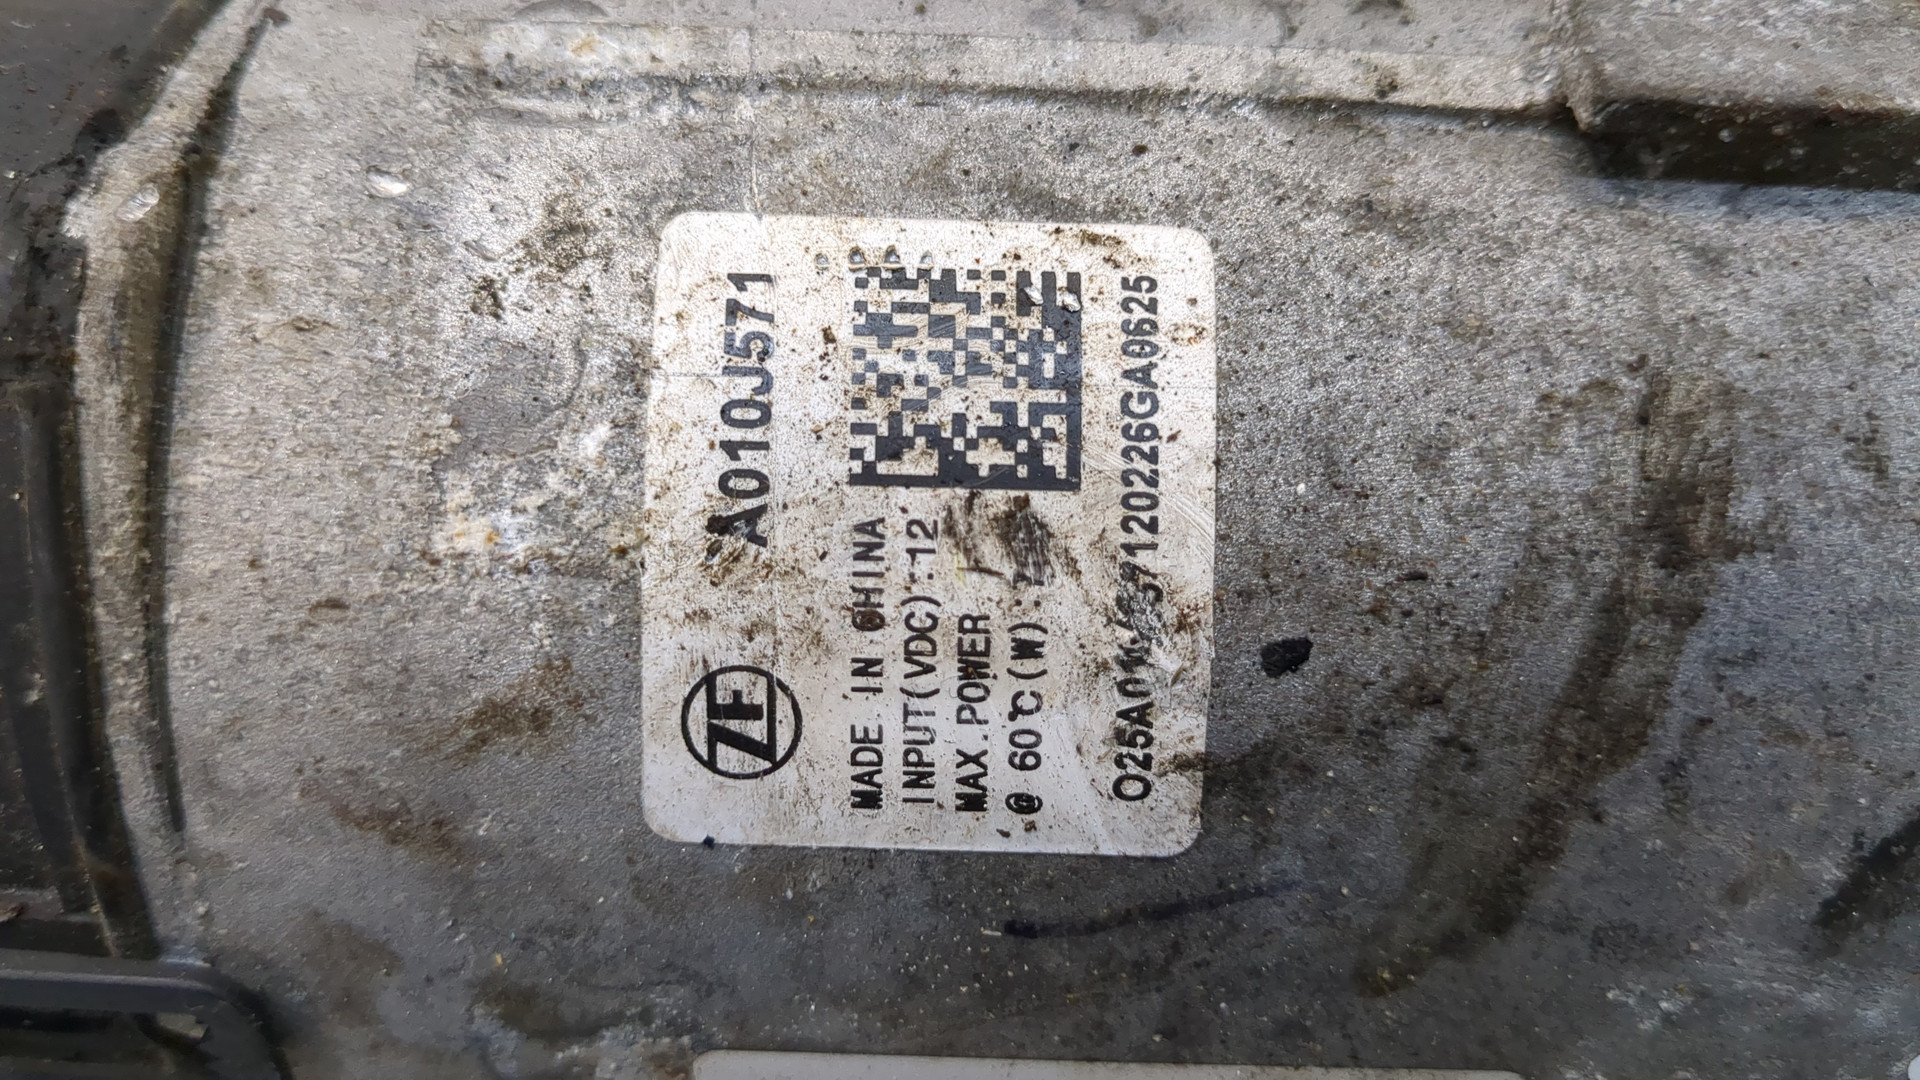 ZF A010J571
MADE IN CHINA
INPUT(VDC):12
MAX.POWER
@ 60℃(W):